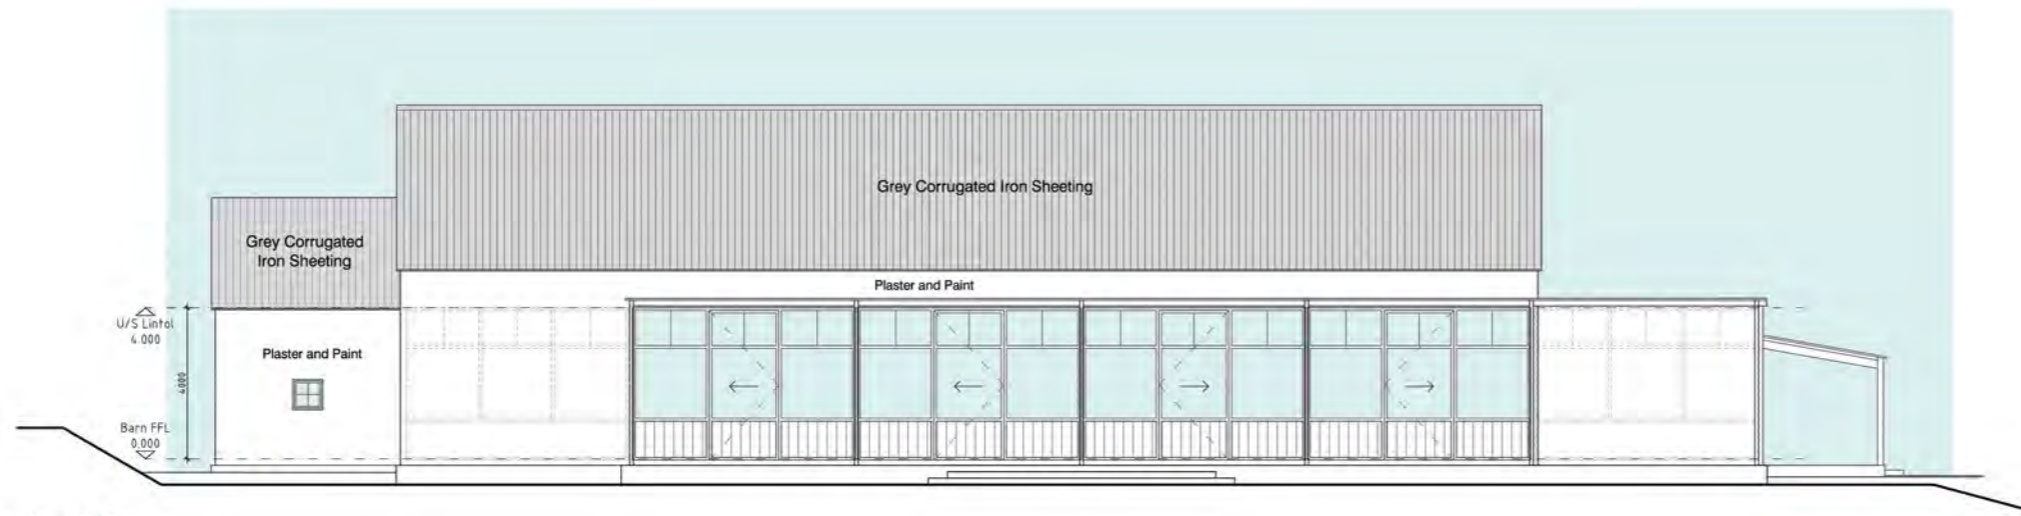 Grey Corrugated Iron Sheeting
Grey Corrugated
Iron Sheeting
Plaster and Paint
U/S Lintol
4.000
Plaster and Paint
4000
Barn FFL
0,000